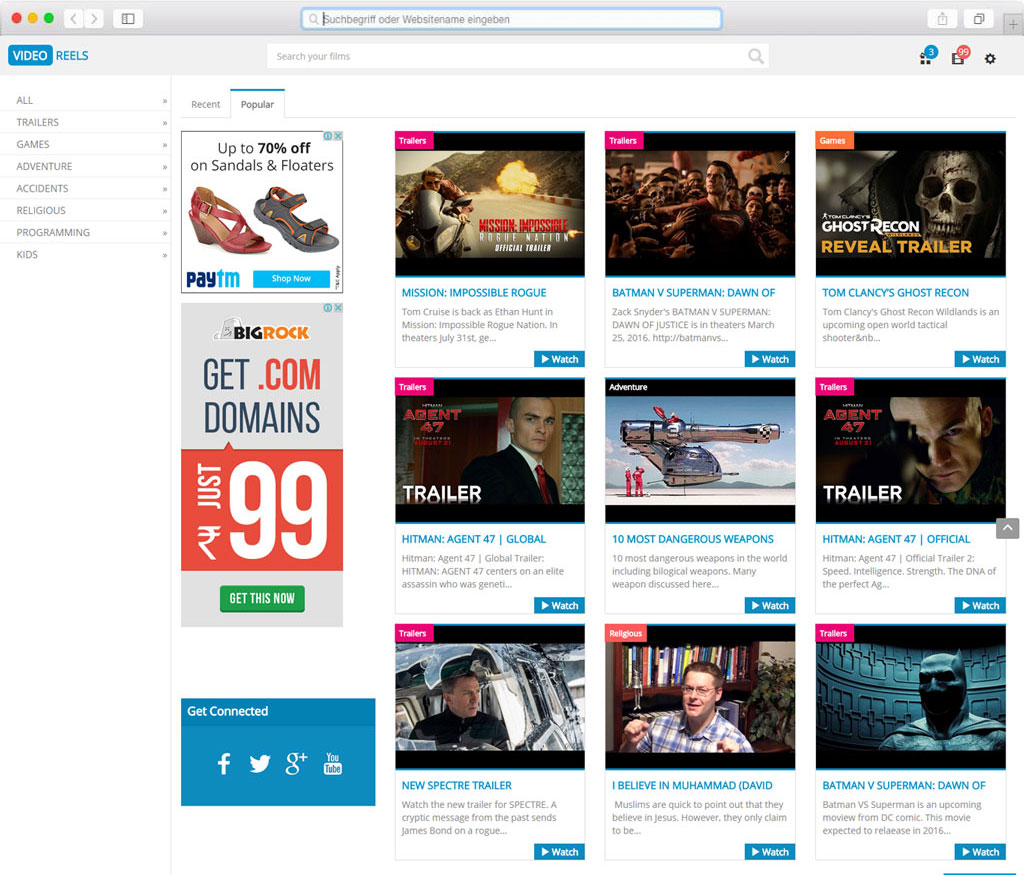 Suchbegriff oder Websitename eingeben
VIDEO REELS
Search your films
3
99
ALL »
TRAILERS »
GAMES »
ADVENTURE »
ACCIDENTS »
RELIGIOUS »
PROGRAMMING »
KIDS »
Recent
Popular
Up to 70% off
on Sandals & Floaters
paytm
Shop Now
BIGROCK
GET .COM
DOMAINS
JUST
₹ 99
GET THIS NOW
Get Connected
You
Tube
Trailers
MISSION: IMPOSSIBLE
ROGUE NATION
OFFICIAL TRAILER
MISSION: IMPOSSIBLE ROGUE
Tom Cruise is back as Ethan Hunt in
Mission: Impossible Rogue Nation. In
theaters July 31st, ge...
Watch
Trailers
BATMAN V SUPERMAN: DAWN OF
Zack Snyder's BATMAN V SUPERMAN:
DAWN OF JUSTICE is in theaters March
25, 2016. http://batmanvs...
Watch
Games
TOM CLANCY'S
GHOST RECON
WILDLANDS
REVEAL TRAILER
TOM CLANCY'S GHOST RECON
Tom Clancy's Ghost Recon Wildlands is an
upcoming open world tactical
shooter&nb...
Watch
Trailers
HITMAN
AGENT
47
IN THEATERS
AUGUST 21
TRAILER
HITMAN: AGENT 47 | GLOBAL
Hitman: Agent 47 | Global Trailer:
HITMAN: AGENT 47 centers on an elite
assassin who was geneti...
Watch
Adventure
10 MOST DANGEROUS WEAPONS
10 most dangerous weapons in the world
including bilogical weapons. Many
weapon discussed here...
Watch
Trailers
HITMAN
AGENT
47
IN THEATERS
AUGUST 21
TRAILER
HITMAN: AGENT 47 | OFFICIAL
Hitman: Agent 47 | Official Trailer 2:
Speed. Intelligence. Strength. The DNA of
the perfect Ag...
Watch
Trailers
NEW SPECTRE TRAILER
Watch the new trailer for SPECTRE. A
cryptic message from the past sends
James Bond on a rogue...
Watch
Religious
I BELIEVE IN MUHAMMAD (DAVID
Muslims are quick to point out that they
believe in Jesus. However, they only claim
to be...
Watch
Trailers
BATMAN V SUPERMAN: DAWN OF
Batman VS Superman is an upcoming
moview from DC comic. This movie
expected to relaease in 2016...
Watch